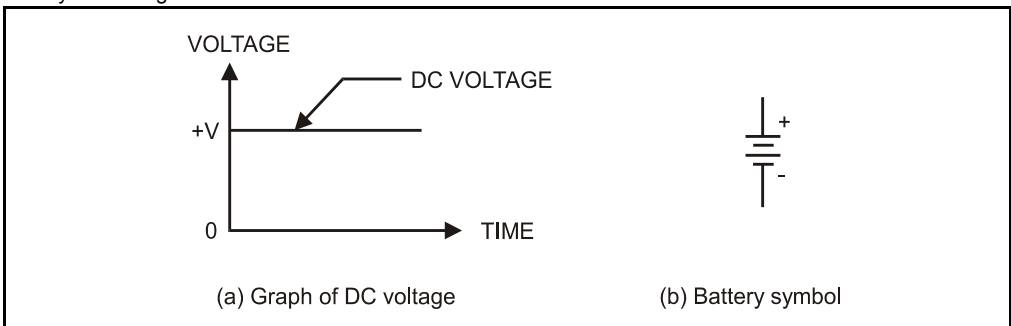 VOLTAGE
DC VOLTAGE
+V
+
-
0
TIME
(a) Graph of DC voltage
(b) Battery symbol